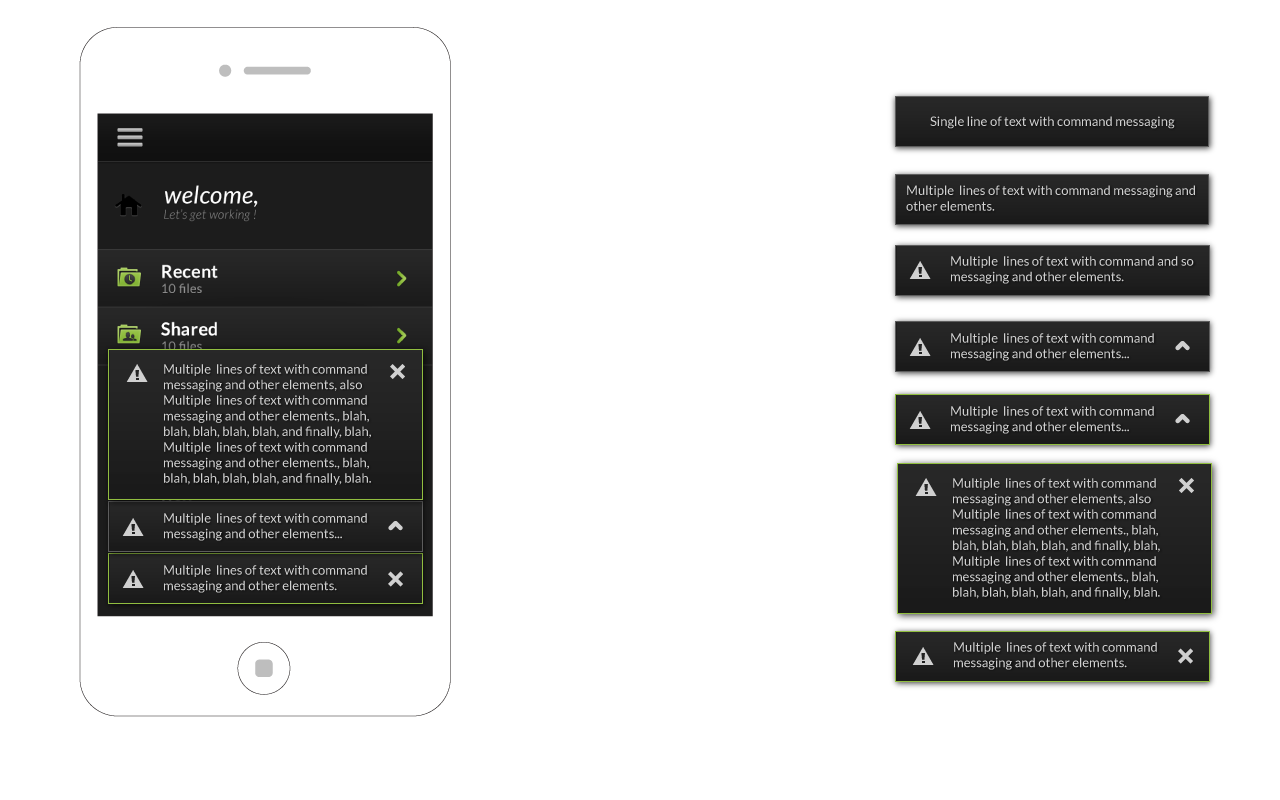 welcome,
Let's get working !
Recent
10 files
Shared
10 files
Multiple lines of text with command
messaging and other elements, also
Multiple lines of text with command
messaging and other elements., blah,
blah, blah, blah, blah, and finally, blah,
Multiple lines of text with command
messaging and other elements., blah,
blah, blah, blah, blah, and finally, blah.
Multiple lines of text with command
messaging and other elements...
Multiple lines of text with command
messaging and other elements.
Single line of text with command messaging
Multiple lines of text with command messaging and
other elements.
Multiple lines of text with command and so
messaging and other elements.
Multiple lines of text with command
messaging and other elements...
Multiple lines of text with command
messaging and other elements...
Multiple lines of text with command
messaging and other elements, also
Multiple lines of text with command
messaging and other elements., blah,
blah, blah, blah, blah, and finally, blah,
Multiple lines of text with command
messaging and other elements., blah,
blah, blah, blah, blah, and finally, blah.
Multiple lines of text with command
messaging and other elements.